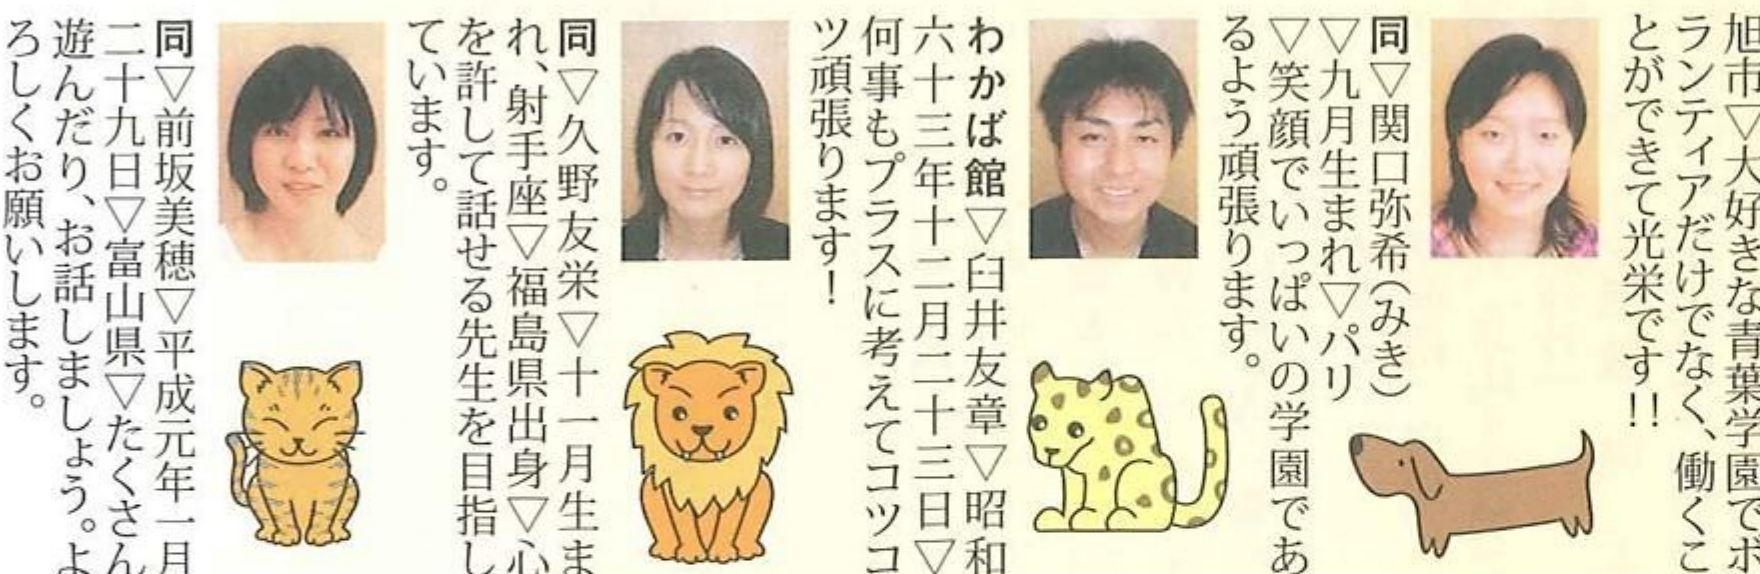 旭市▽大好きな青葉学園でボ
ランティアだけでなく、働くこ
とができて光栄です!!
同▽関口弥希(みき)
▽九月生まれ▽パリ
▽笑顔でいっぱいの学園であ
るよう頑張ります。
わかば館▽臼井友章▽昭和
六十三年十二月二十三日▽
何事もプラスに考えてコツコ
ツ頑張ります!
同▽久野友栄▽十一月生ま
れ、射手座▽福島県出身▽心
を許して話せる先生を目指し
ています。
同▽前坂美穂▽平成元年一月
二十九日▽富山県▽たくさん
遊んだり、お話しましょう。よ
ろしくお願いします。